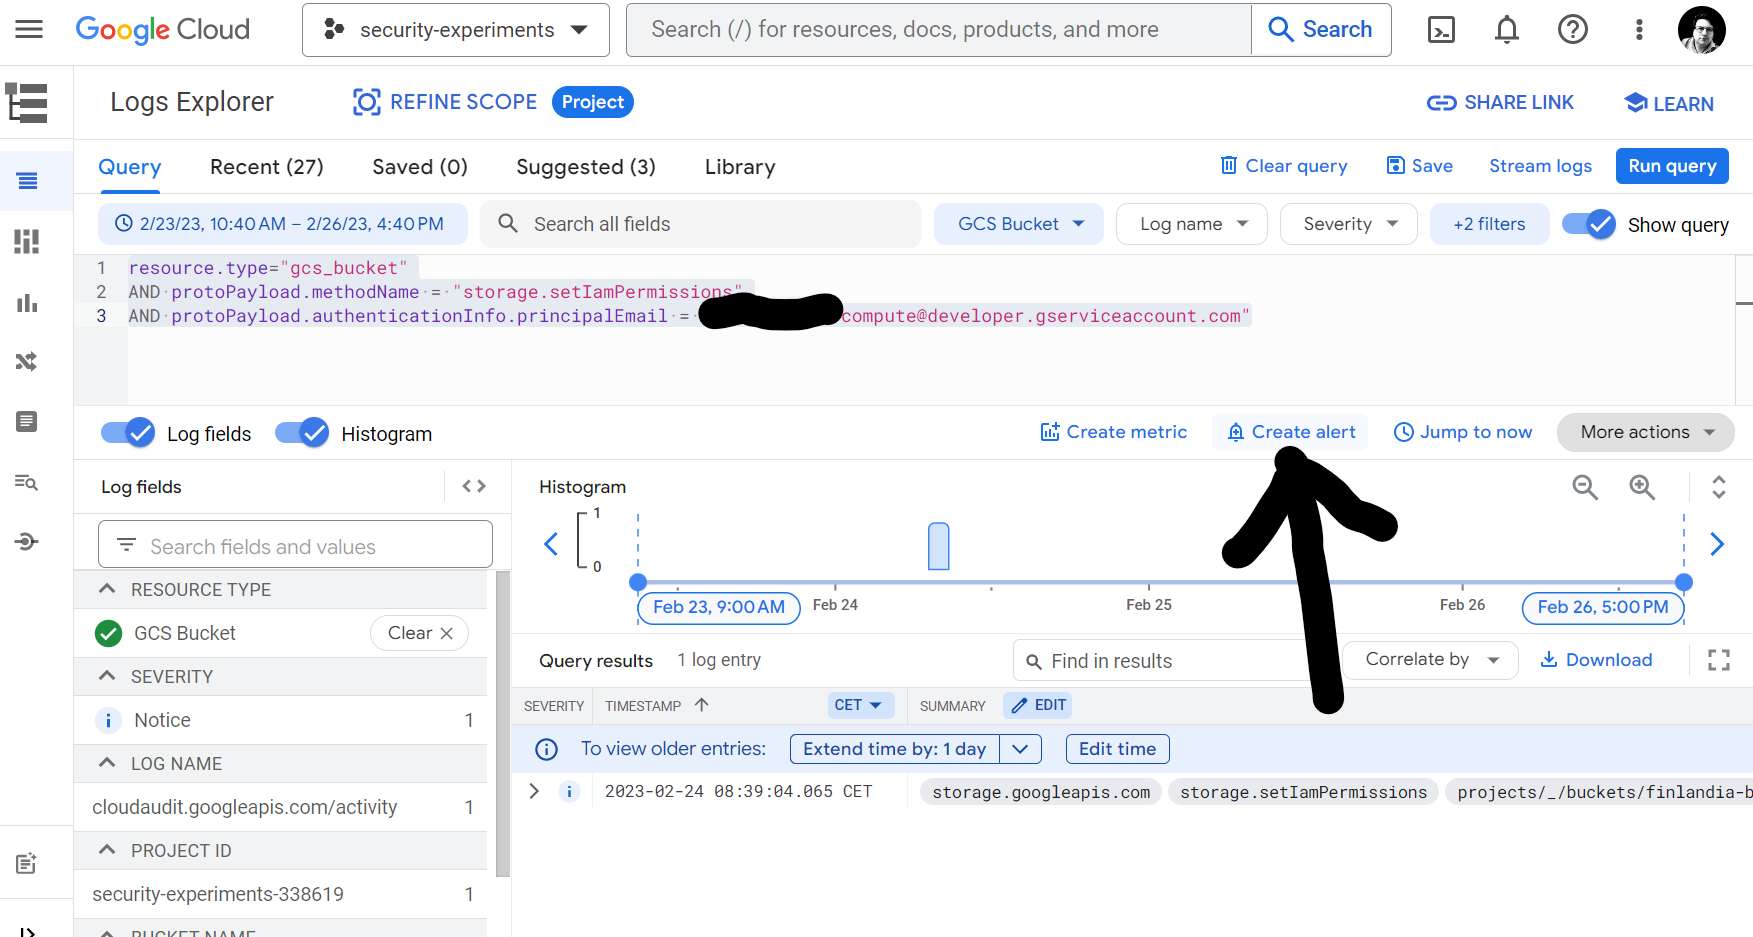 Google Cloud
security-experiments
Search (/) for resources, docs, products, and more
Search
Logs Explorer
REFINE SCOPE
Project
SHARE LINK
LEARN
Query
Recent (27)
Saved (0)
Suggested (3)
Library
Clear query
Save
Stream logs
Run query
2/23/23, 10:40 AM – 2/26/23, 4:40 PM
Search all fields
GCS Bucket
Log name
Severity
+2 filters
Show query
1 resource.type="gcs_bucket"
2 AND protoPayload.methodName = "storage.setIamPermissions"
3 AND protoPayload.authenticationInfo.principalEmail = compute@developer.gserviceaccount.com"
Log fields
Histogram
Create metric
Create alert
Jump to now
More actions
Log fields
Search fields and values
RESOURCE TYPE
GCS Bucket
Clear
SEVERITY
Notice 1
LOG NAME
cloudaudit.googleapis.com/activity 1
PROJECT ID
security-experiments-338619 1
BUCKET NAME
Histogram
1
0
Feb 23, 9:00 AM
Feb 24
Feb 25
Feb 26
Feb 26, 5:00 PM
Query results
1 log entry
Find in results
Correlate by
Download
SEVERITY
TIMESTAMP
CET
SUMMARY
EDIT
To view older entries:
Extend time by: 1 day
Edit time
2023-02-24 08:39:04.065 CET
storage.googleapis.com
storage.setIamPermissions
projects/_/buckets/finlandia-b